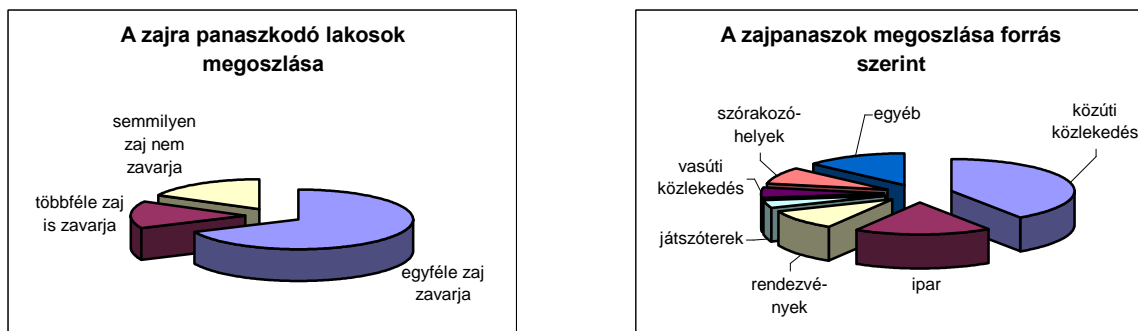 A zajra panaszkodó lakosok
megoszlása
semmilyen
zaj nem
zavarja
többféle zaj
is zavarja
egyféle zaj
zavarja
A zajpanaszok megoszlása forrás
szerint
szórakozó-
helyek
egyéb
közúti
közlekedés
vasúti
közlekedés
játszóterek
rendezvé-
nyek
ipar